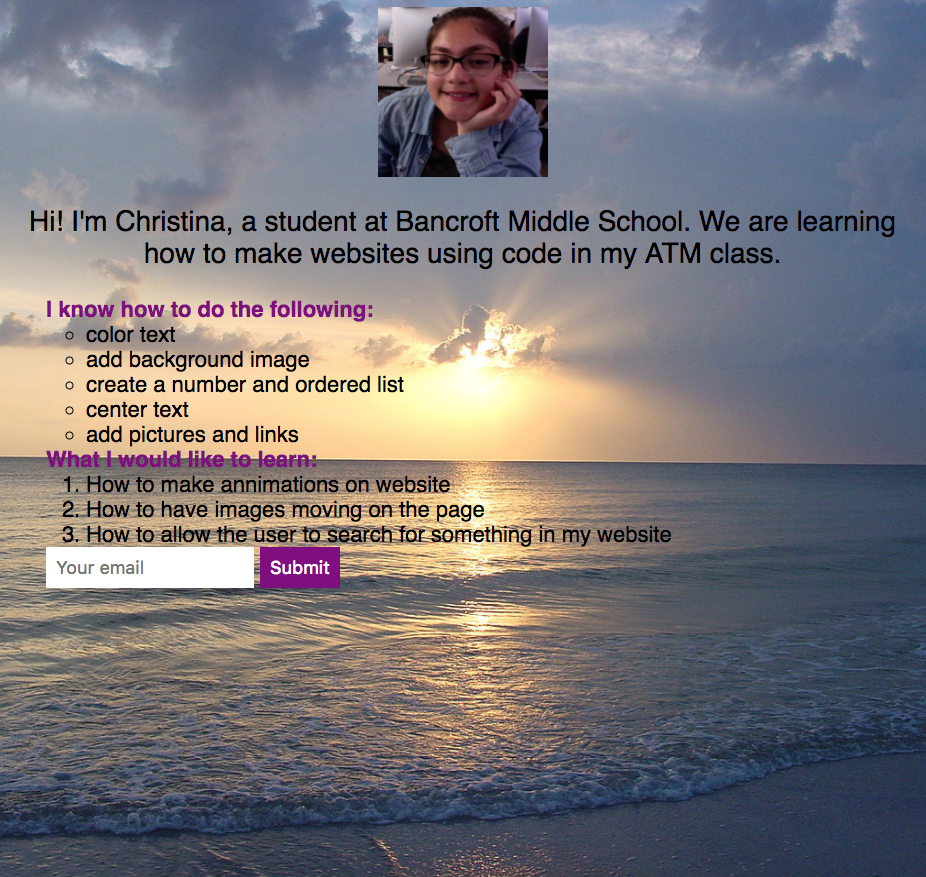 Hi! I'm Christina, a student at Bancroft Middle School. We are learning
how to make websites using code in my ATM class.
I know how to do the following:
color text
add background image
create a number and ordered list
center text
add pictures and links
What I would like to learn:
1. How to make annimations on website
2. How to have images moving on the page
3. How to allow the user to search for something in my website
Your email Submit